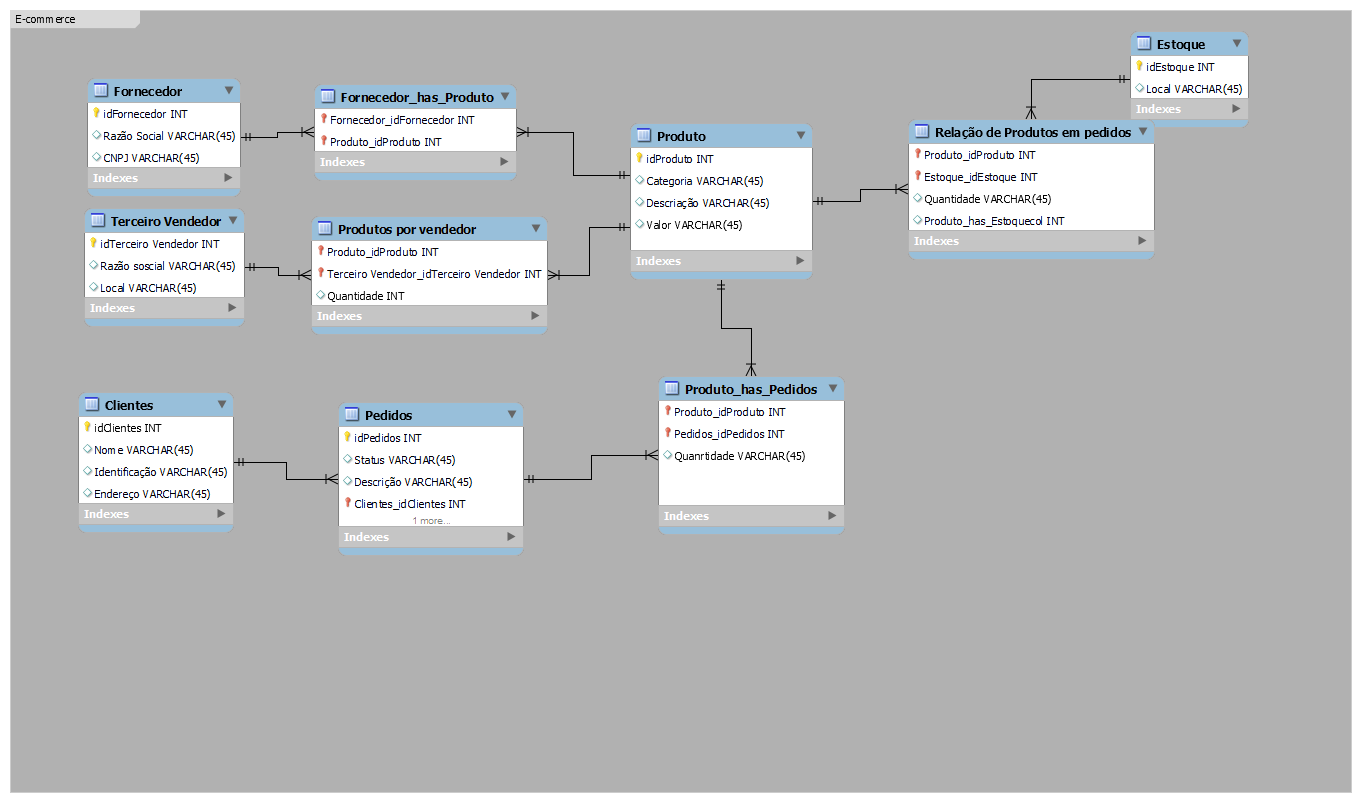 E-commerce
Fornecedor
idFornecedor INT
Razão Social VARCHAR(45)
CNPJ VARCHAR(45)
Indexes
Fornecedor_has_Produto
Fornecedor_idFornecedor INT
Produto_idProduto INT
Indexes
Produto
idProduto INT
Categoria VARCHAR(45)
Descriação VARCHAR(45)
Valor VARCHAR(45)
Indexes
Estoque
idEstoque INT
Local VARCHAR(45)
Indexes
Relação de Produtos em pedidos
Produto_idProduto INT
Estoque_idEstoque INT
Quantidade VARCHAR(45)
Produto_has_Estoquecol INT
Indexes
Terceiro Vendedor
idTerceiro Vendedor INT
Razão soscial VARCHAR(45)
Local VARCHAR(45)
Indexes
Produtos por vendedor
Produto_idProduto INT
Terceiro Vendedor_idTerceiro Vendedor INT
Quantidade INT
Indexes
Clientes
idClientes INT
Nome VARCHAR(45)
Identificação VARCHAR(45)
Endereço VARCHAR(45)
Indexes
Pedidos
idPedidos INT
Status VARCHAR(45)
Descrição VARCHAR(45)
Clientes_idClientes INT
1 more...
Indexes
Produto_has_Pedidos
Produto_idProduto INT
Pedidos_idPedidos INT
Quanrtidade VARCHAR(45)
Indexes